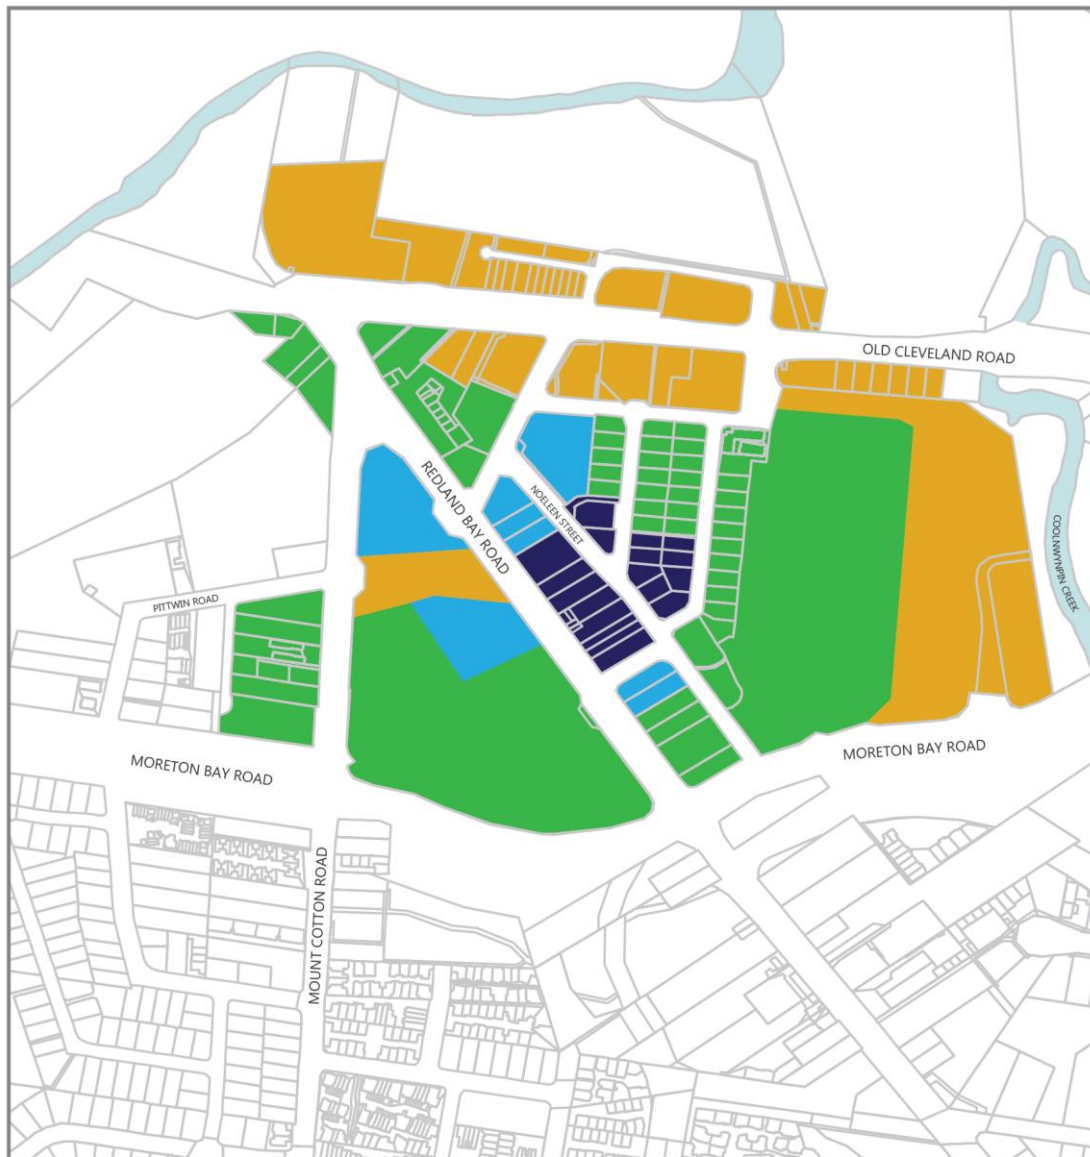 OLD CLEVELAND ROAD
REDLAND BAY ROAD
NOELEEN STREET
COOLNWYNPIN CREEK
PITTWIN ROAD
MORETON BAY ROAD
MORETON BAY ROAD
MOUNT COTTON ROAD